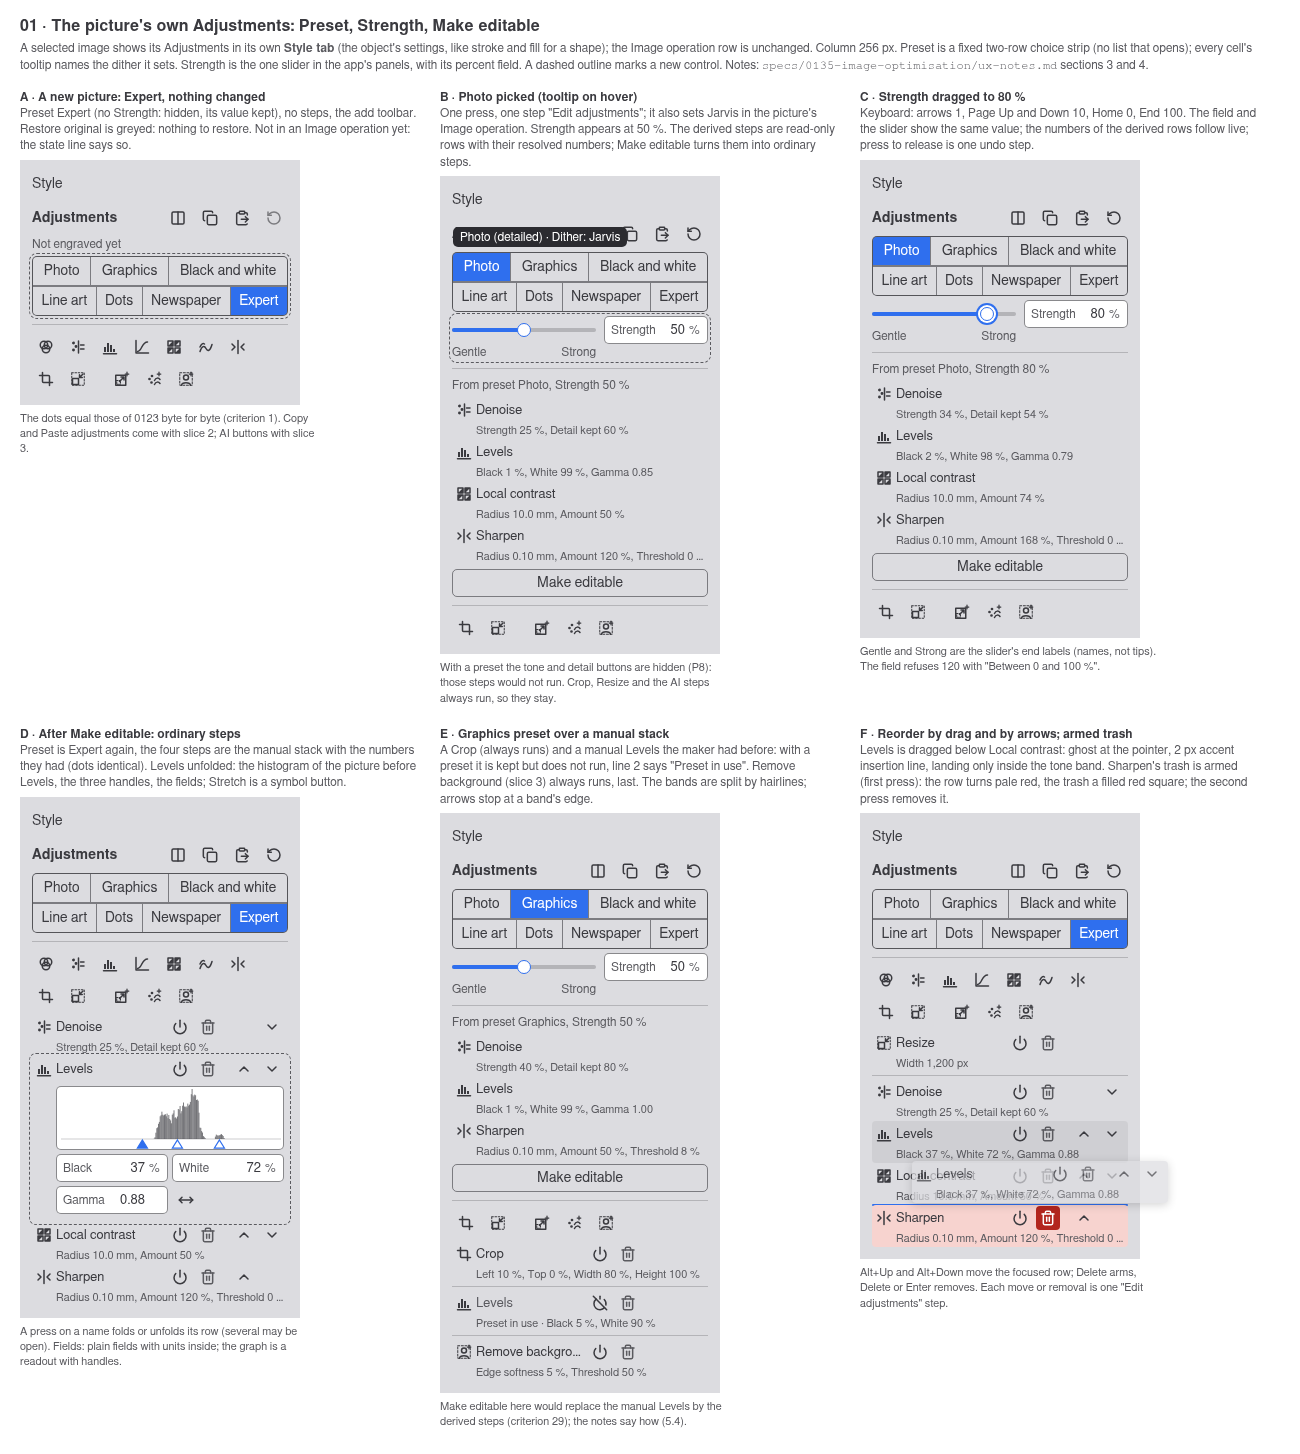 01 · The picture's own Adjustments: Preset, Strength, Make editable
A selected image shows its Adjustments in its own Style tab (the object's settings, like stroke and fill for a shape); the Image operation row is unchanged. Column 256 px. Preset is a fixed two-row choice strip (no list that opens); every cell's
tooltip names the dither it sets. Strength is the one slider in the app's panels, with its percent field. A dashed outline marks a new control. Notes: specs/0135-image-optimisation/ux-notes.md sections 3 and 4.
A · A new picture: Expert, nothing changed
Preset Expert (no Strength: hidden, its value kept), no steps, the add toolbar.
Restore original is greyed: nothing to restore. Not in an Image operation yet:
the state line says so.
Style
Adjustments
Not engraved yet
Photo Graphics Black and white
Line art Dots Newspaper Expert
The dots equal those of 0123 byte for byte (criterion 1). Copy
and Paste adjustments come with slice 2; AI buttons with slice
3.
B · Photo picked (tooltip on hover)
One press, one step "Edit adjustments"; it also sets Jarvis in the picture's
Image operation. Strength appears at 50 %. The derived steps are read-only
rows with their resolved numbers; Make editable turns them into ordinary
steps.
Style
Photo (detailed) · Dither: Jarvis
Photo Graphics Black and white
Line art Dots Newspaper Expert
Strength 50 %
Gentle Strong
From preset Photo, Strength 50 %
Denoise
Strength 25 %, Detail kept 60 %
Levels
Black 1 %, White 99 %, Gamma 0.85
Local contrast
Radius 10.0 mm, Amount 50 %
Sharpen
Radius 0.10 mm, Amount 120 %, Threshold 0 ...
Make editable
With a preset the tone and detail buttons are hidden (P8):
those steps would not run. Crop, Resize and the AI steps
always run, so they stay.
C · Strength dragged to 80 %
Keyboard: arrows 1, Page Up and Down 10, Home 0, End 100. The field and
the slider show the same value; the numbers of the derived rows follow live;
press to release is one undo step.
Style
Adjustments
Photo Graphics Black and white
Line art Dots Newspaper Expert
Strength 80 %
Gentle Strong
From preset Photo, Strength 80 %
Denoise
Strength 34 %, Detail kept 54 %
Levels
Black 2 %, White 98 %, Gamma 0.79
Local contrast
Radius 10.0 mm, Amount 74 %
Sharpen
Radius 0.10 mm, Amount 168 %, Threshold 0 ...
Make editable
Gentle and Strong are the slider's end labels (names, not tips).
The field refuses 120 with "Between 0 and 100 %".
D · After Make editable: ordinary steps
Preset is Expert again, the four steps are the manual stack with the numbers
they had (dots identical). Levels unfolded: the histogram of the picture before
Levels, the three handles, the fields; Stretch is a symbol button.
Style
Adjustments
Photo Graphics Black and white
Line art Dots Newspaper Expert
Denoise
Strength 25 %, Detail kept 60 %
Levels
Black 37 % White 72 %
Gamma 0.88
Local contrast
Radius 10.0 mm, Amount 50 %
Sharpen
Radius 0.10 mm, Amount 120 %, Threshold 0 ...
A press on a name folds or unfolds its row (several may be
open). Fields: plain fields with units inside; the graph is a
readout with handles.
E · Graphics preset over a manual stack
A Crop (always runs) and a manual Levels the maker had before: with a
preset it is kept but does not run, line 2 says "Preset in use". Remove
background (slice 3) always runs, last. The bands are split by hairlines;
arrows stop at a band's edge.
Style
Adjustments
Photo Graphics Black and white
Line art Dots Newspaper Expert
Strength 50 %
Gentle Strong
From preset Graphics, Strength 50 %
Denoise
Strength 40 %, Detail kept 80 %
Levels
Black 1 %, White 99 %, Gamma 1.00
Sharpen
Radius 0.10 mm, Amount 50 %, Threshold 8 %
Make editable
Crop
Left 10 %, Top 0 %, Width 80 %, Height 100 %
Levels
Preset in use · Black 5 %, White 90 %
Remove backgro...
Edge softness 5 %, Threshold 50 %
Make editable here would replace the manual Levels by the
derived steps (criterion 29); the notes say how (5.4).
F · Reorder by drag and by arrows; armed trash
Levels is dragged below Local contrast: ghost at the pointer, 2 px accent
insertion line, landing only inside the tone band. Sharpen's trash is armed
(first press): the row turns pale red, the trash a filled red square; the second
press removes it.
Style
Adjustments
Photo Graphics Black and white
Line art Dots Newspaper Expert
Resize
Width 1,200 px
Denoise
Strength 25 %, Detail kept 60 %
Levels
Black 37 %, White 72 %, Gamma 0.88
Levels
Black 37 %, White 72 %, Gamma 0.88
Sharpen
Radius 0.10 mm, Amount 120 %, Threshold 0 ...
Alt+Up and Alt+Down move the focused row; Delete arms,
Delete or Enter removes. Each move or removal is one "Edit
adjustments" step.